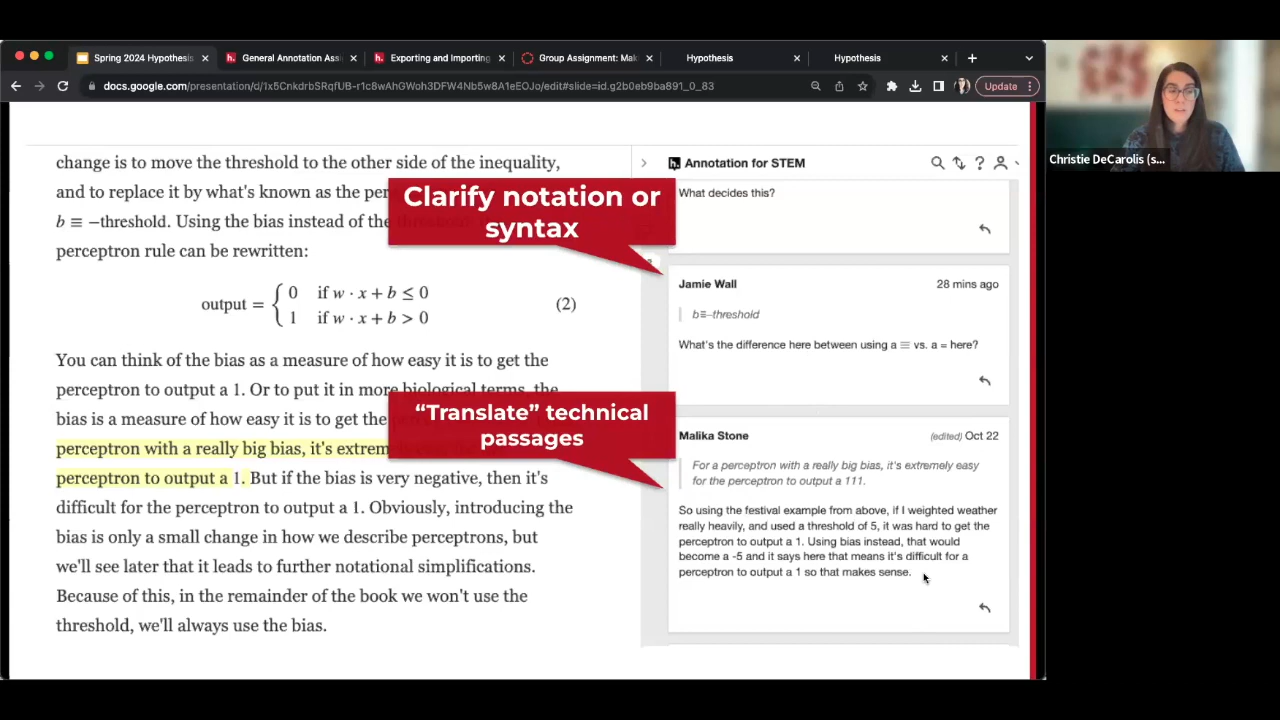 Spring 2024 Hypothesis
General Annotation Assi
Exporting and Importing
Group Assignment: Mak
Hypothesis
Hypothesis
docs.google.com/presentation/d/1x5CnkdrbSRqfUB-r1c8wAhGWoh3DFW4Nb5w8A1eEOJo/edit#slide=id.g2b0eb9ba891_0_83
Update
change is to move the threshold to the other side of the inequality,
and to replace it by what's known as the per
b ≡ −threshold. Using the bias instead of the
perceptron rule can be rewritten:
output = { 0 if w · x + b ≤ 0
1 if w · x + b > 0
(2)
You can think of the bias as a measure of how easy it is to get the
perceptron to output a 1. Or to put it in more biological terms, the
bias is a measure of how easy it is to get the
perceptron with a really big bias, it's extrem
perceptron to output a 1. But if the bias is very negative, then it's
difficult for the perceptron to output a 1. Obviously, introducing the
bias is only a small change in how we describe perceptrons, but
we'll see later that it leads to further notational simplifications.
Because of this, in the remainder of the book we won't use the
threshold, we'll always use the bias.
Clarify notation or
syntax
"Translate" technical
passages
h. Annotation for STEM
What decides this?
Jamie Wall 28 mins ago
b≡−threshold
What's the difference here between using a ≡ vs. a = here?
Malika Stone (edited) Oct 22
For a perceptron with a really big bias, it's extremely easy
for the perceptron to output a 111.
So using the festival example from above, if I weighted weather
really heavily, and used a threshold of 5, it was hard to get the
perceptron to output a 1. Using bias instead, that would
become a -5 and it says here that means it's difficult for a
perceptron to output a 1 so that makes sense.
Christie DeCarolis (s...